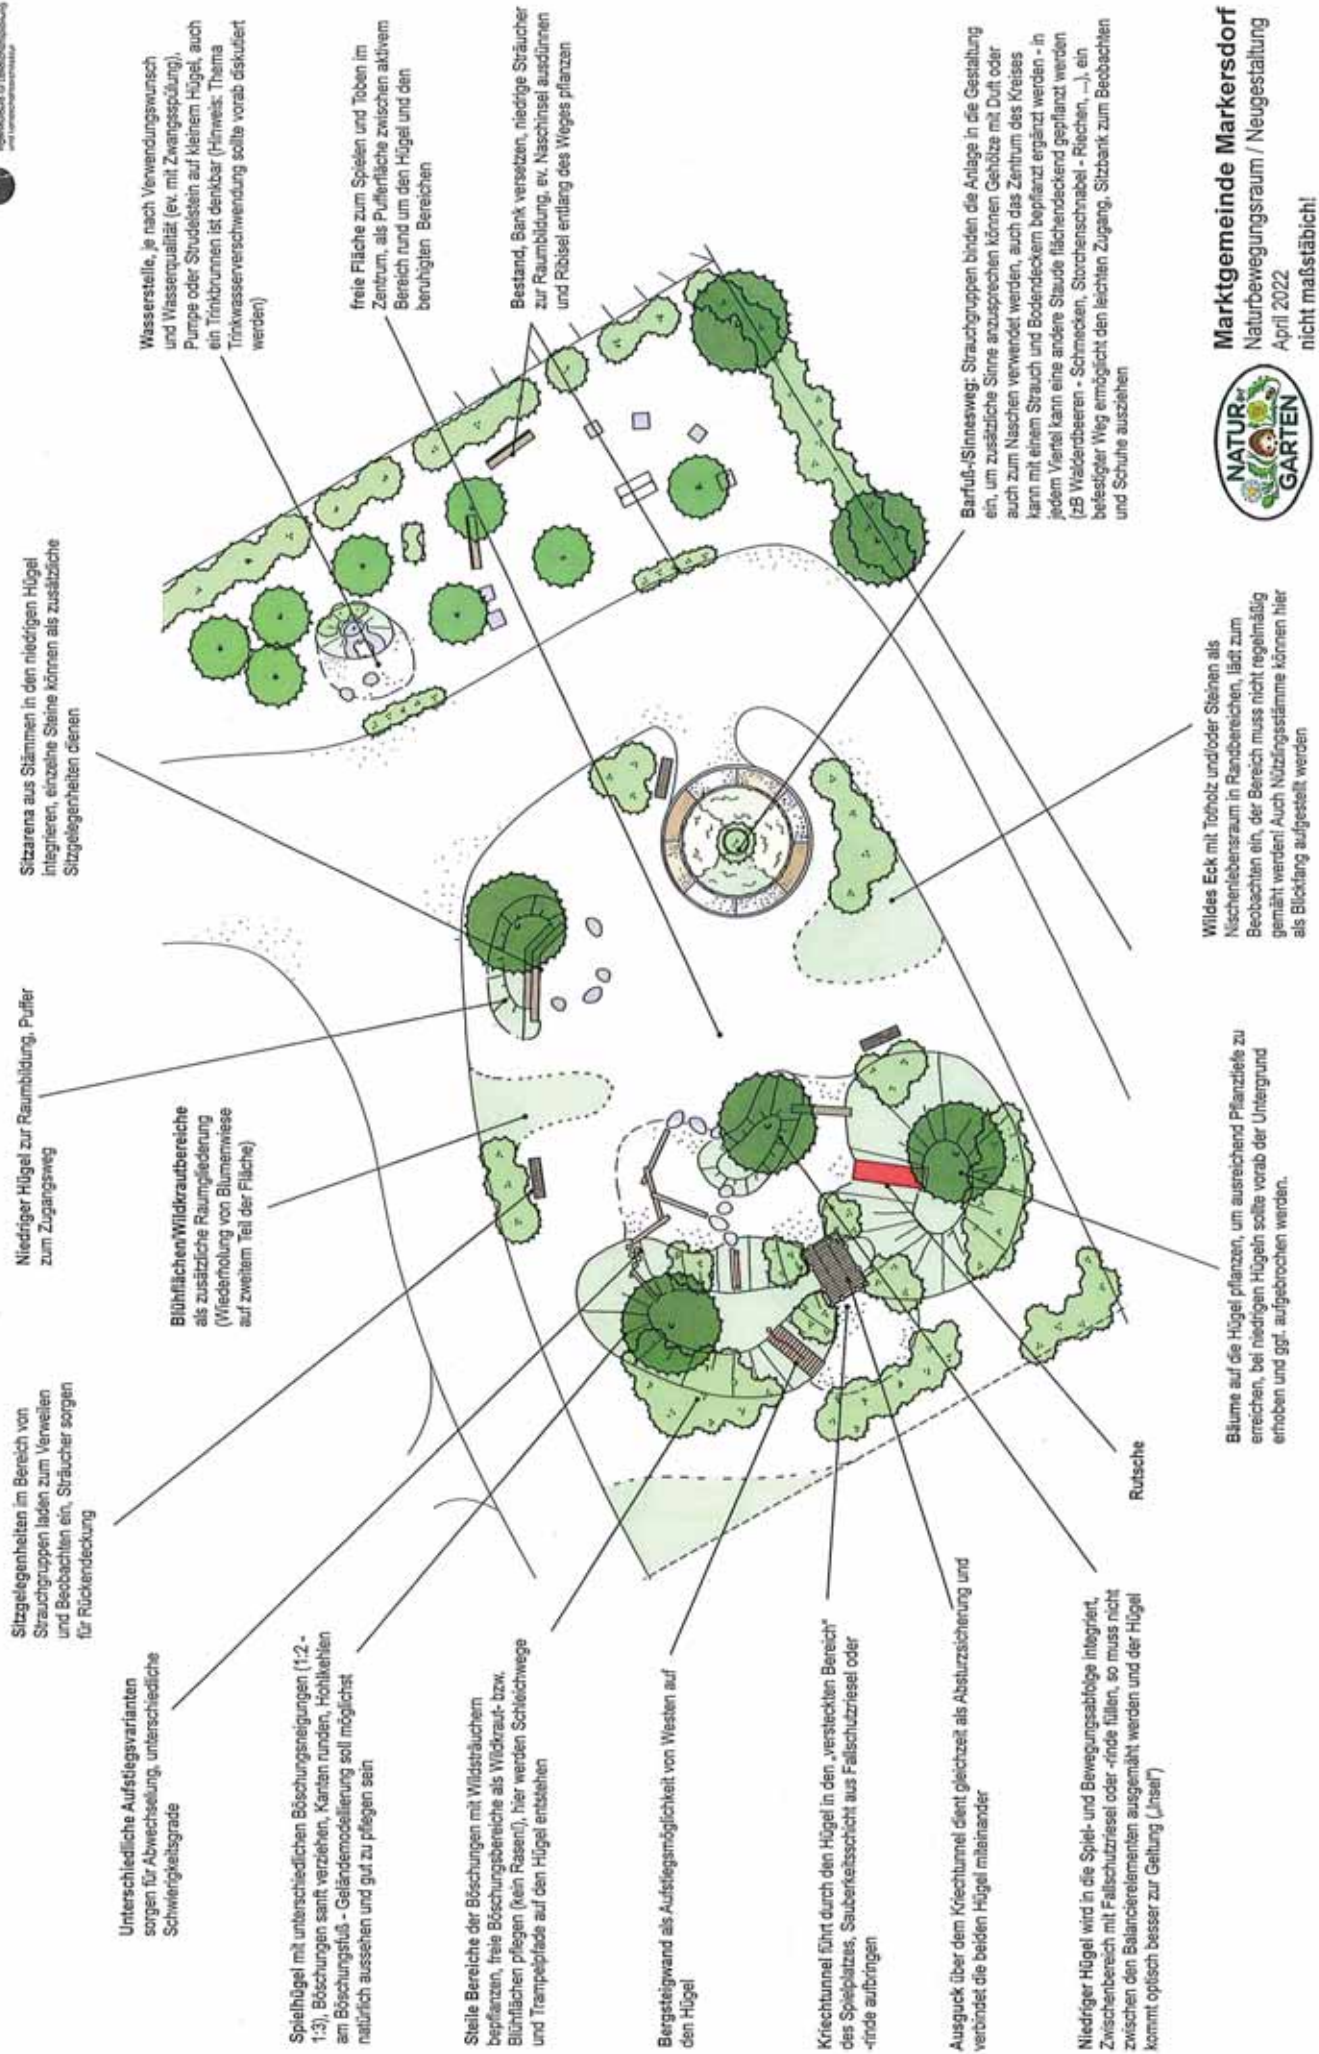 Sitzgelegenheiten im Bereich von
Strauchgruppen laden zum Verweilen
und Beobachten ein, Sträucher sorgen
für Rückendeckung
Niedriger Hügel zur Raumbildung, Puffer
zum Zugangsweg
Sitzarena aus Stämmen in den niedrigen Hügel
integrieren, einzelne Steine können als zusätzliche
Sitzgelegenheiten dienen
Unterschiedliche Aufstiegsvarianten
sorgen für Abwechselung, unterschiedliche
Schwierigkeitsgrade
Blühflächen/Wildkrautbereiche
als zusätzliche Raumgliederung
(Wiederholung von Blumenwiese
auf zweitem Teil der Fläche)
Wasserstelle, je nach Verwendungswunsch
und Wasserqualität (ev. mit Zwangsspülung),
Pumpe oder Strudelstein auf kleinem Hügel, auch
ein Trinkbrunnen ist denkbar (Hinweis: Thema
Trinkwasserverschwendung sollte vorab diskutiert
werden)
Spielhügel mit unterschiedlichen Böschungsneigungen (1:2 -
1:3), Böschungen sanft verziehen, Kanten runden, Hohlkehlen
am Böschungsfuß - Geländemodellierung soll möglichst
natürlich aussehen und gut zu pflegen sein
freie Fläche zum Spielen und Toben im
Zentrum, als Pufferfläche zwischen aktivem
Bereich rund um den Hügel und den
beruhigten Bereichen
Steile Bereiche der Böschungen mit Wildsträuchern
bepflanzen, freie Böschungsbereiche als Wildkraut- bzw.
Blühflächen pflegen (kein Rasen!), hier werden Schleichwege
und Trampelpfade auf den Hügel entstehen
Bestand, Bank versetzen, niedrige Sträucher
zur Raumbildung, ev. Naschinsel ausdünnen
und Ribisel entlang des Weges pflanzen
Bergsteigwand als Aufstiegsmöglichkeit von Westen auf
den Hügel
Kriechtunnel führt durch den Hügel in den „versteckten Bereich"
des Spielplatzes, Sauberkeitsschicht aus Fallschutzriesel oder
-rinde aufbringen
Ausguck über dem Kriechtunnel dient gleichzeit als Absturzsicherung und
verbindet die beiden Hügel miteinander
Barfuß-/Sinnesweg: Strauchgruppen binden die Anlage in die Gestaltung
ein, um zusätzliche Sinne anzusprechen können Gehölze mit Duft oder
auch zum Naschen verwendet werden, auch das Zentrum des Kreises
kann mit einem Strauch und Bodendeckern bepflanzt ergänzt werden - in
jedem Viertel kann eine andere Staude flächendeckend gepflanzt werden
(zB Walderdbeeren - Schmecken, Storchenschnabel - Riechen, ...), ein
befestigter Weg ermöglicht den leichten Zugang, Sitzbank zum Beobachten
und Schuhe ausziehen
Niedriger Hügel wird in die Spiel- und Bewegungsabfolge integriert,
Zwischenbereich mit Fallschutzriesel oder -rinde füllen, so muss nicht
zwischen den Balancierelementen ausgemäht werden und der Hügel
kommt optisch besser zur Geltung („Insel")
Rutsche
Bäume auf die Hügel pflanzen, um ausreichend Pflanztiefe zu
erreichen, bei niedrigen Hügeln sollte vorab der Untergrund
erhoben und ggf. aufgebrochen werden.
Wildes Eck mit Totholz und/oder Steinen als
Nischenlebensraum in Randbereichen, lädt zum
Beobachten ein, der Bereich muss nicht regelmäßig
gemäht werden! Auch Nützlingsstämme können hier
als Blickfang aufgestellt werden
NATUR
GARTEN
Marktgemeinde Markersdorf
Naturbewegungsraum / Neugestaltung
April 2022
nicht maßstäbich!